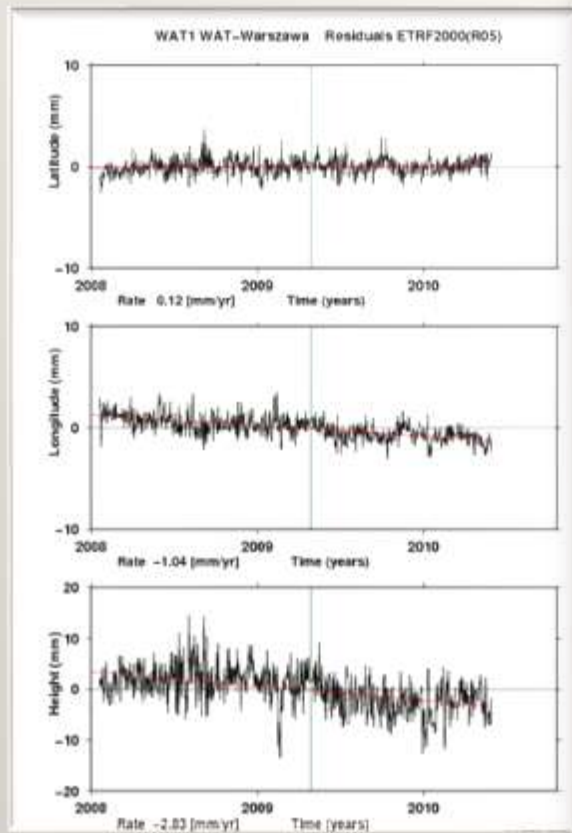 WAT1 WAT-Warszawa Residuals ETRF2000(R05)
10
Latitude (mm)
0
-10
2008 2009 2010
Rate 0.12 [mm/yr] Time (years)
10
Longitude (mm)
0
-10
2008 2009 2010
Rate -1.04 [mm/yr] Time (years)
20
10
Height (mm)
0
-10
-20
2008 2009 2010
Rate -2.83 [mm/yr] Time (years)